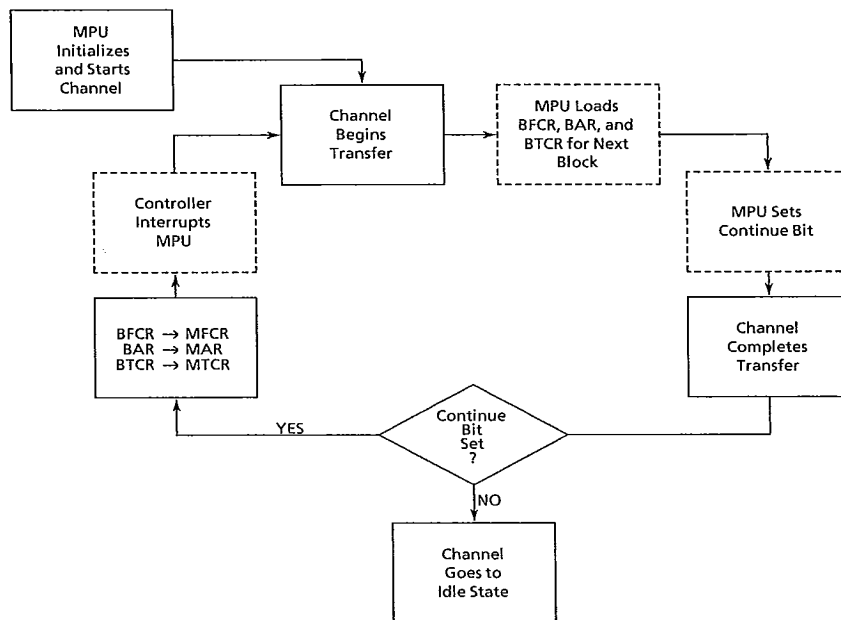 MPU
Initializes
and Starts
Channel
Channel
Begins
Transfer
MPU Loads
BFCR, BAR, and
BTCR for Next
Block
MPU Sets
Continue Bit
Controller
Interrupts
MPU
BFCR → MFCR
BAR → MAR
BTCR → MTCR
Channel
Completes
Transfer
Continue
Bit
Set
?
YES
NO
Channel
Goes to
Idle State